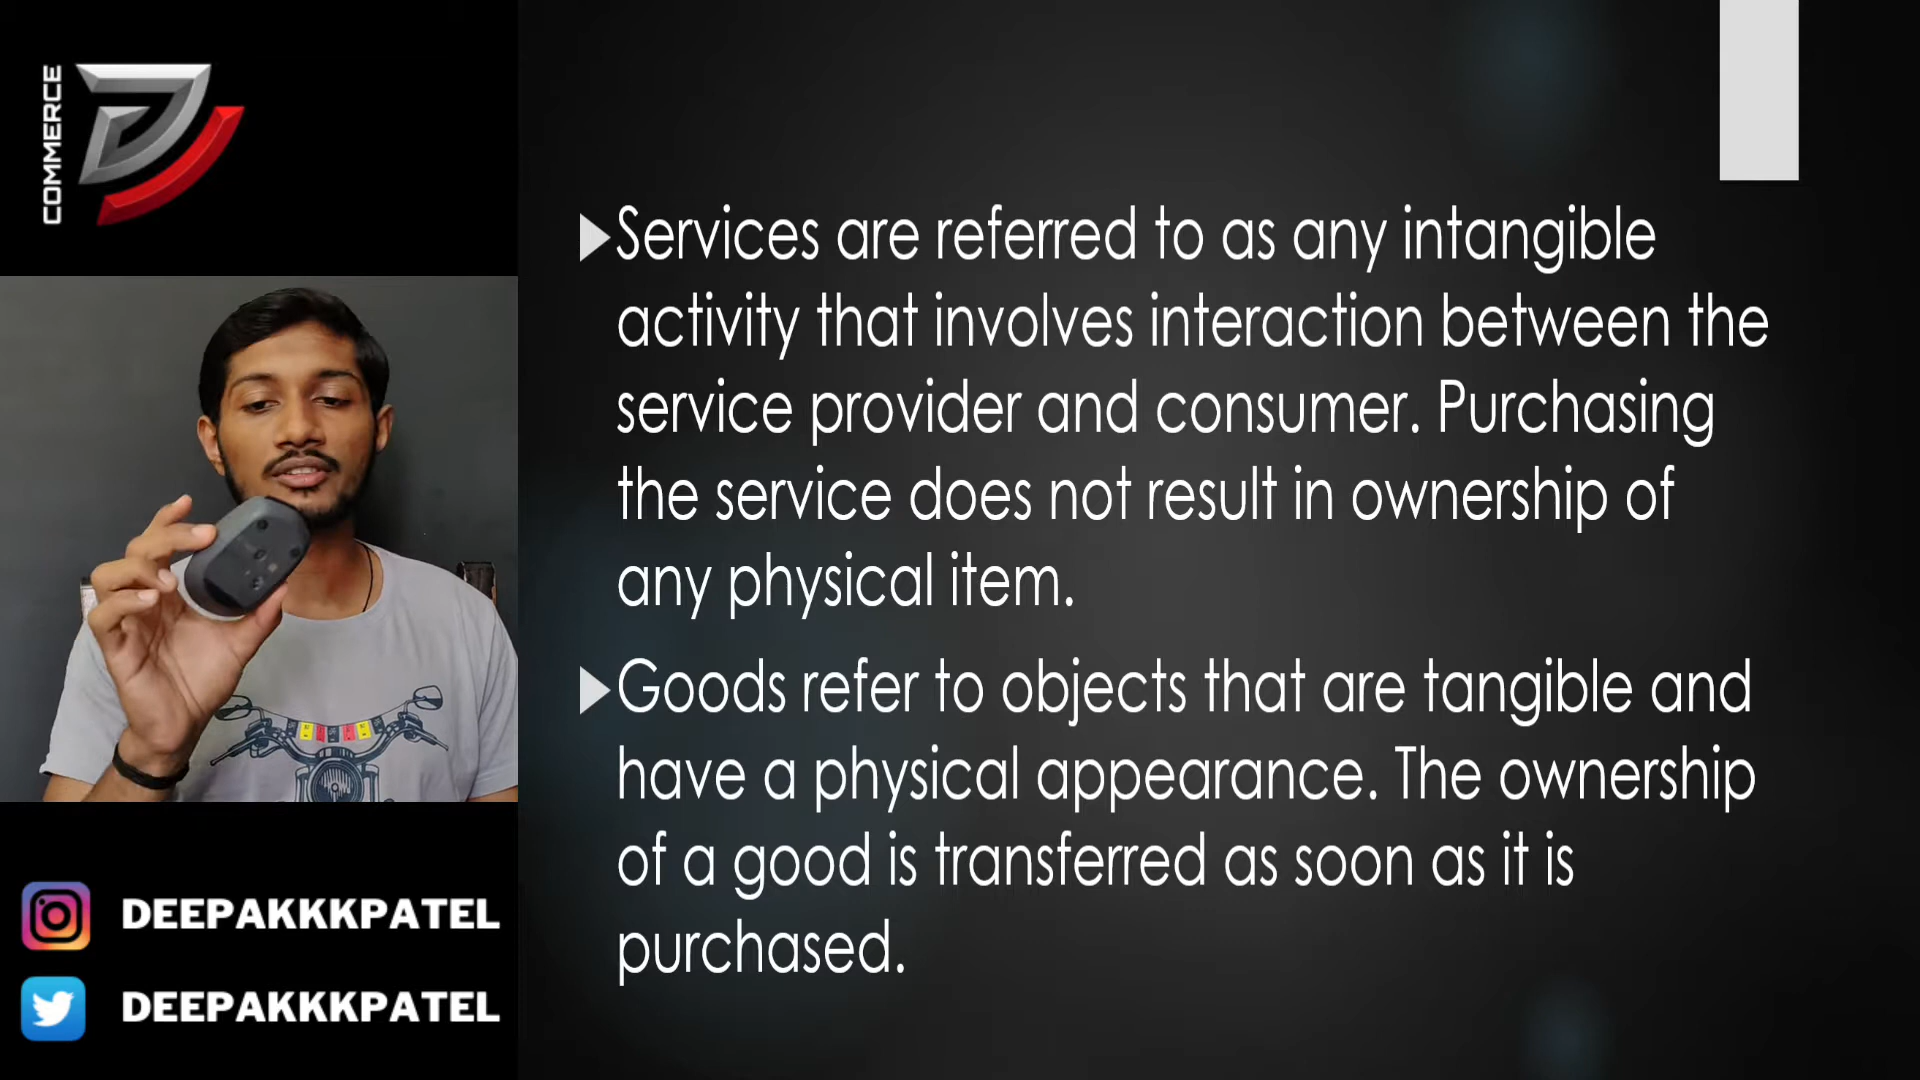 COMMERCE
Services are referred to as any intangible
activity that involves interaction between the
service provider and consumer. Purchasing
the service does not result in ownership of
any physical item.
Goods refer to objects that are tangible and
have a physical appearance. The ownership
of a good is transferred as soon as it is
purchased.
DEEPAKKKPATEL
DEEPAKKKPATEL